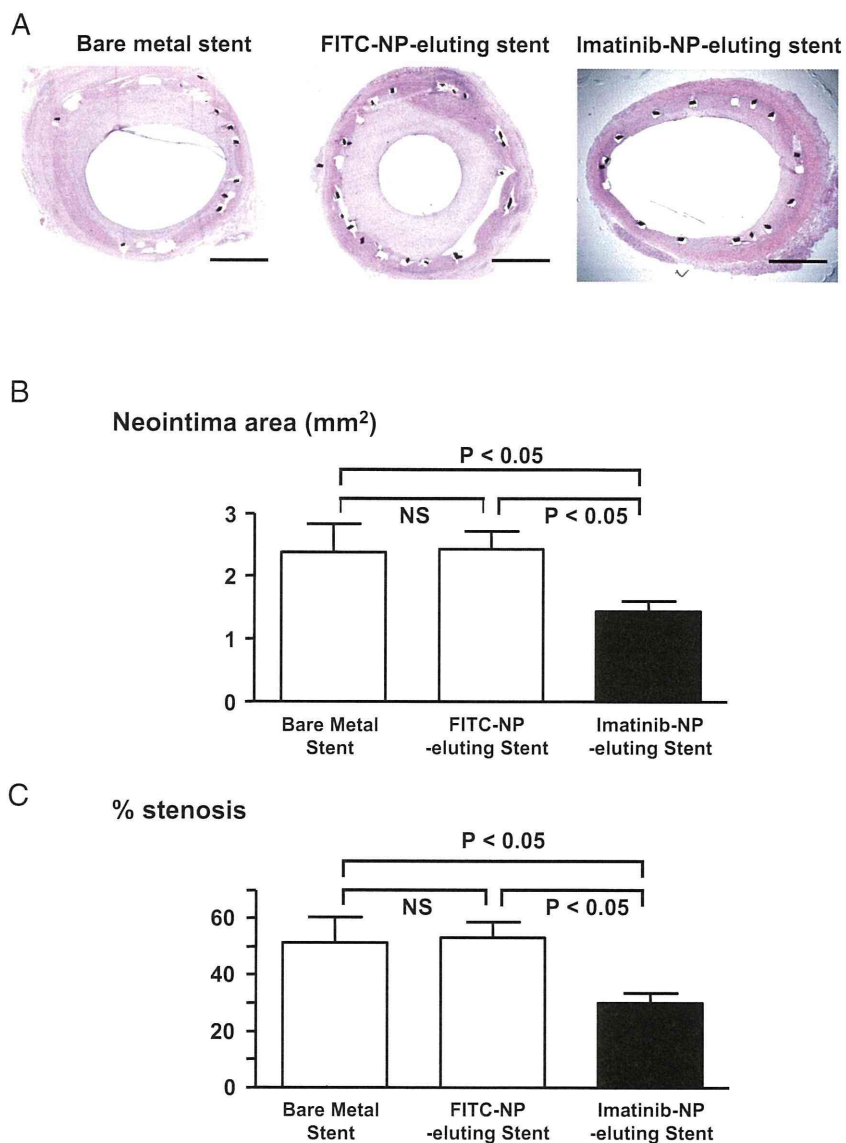 A
Bare metal stent
FITC-NP-eluting stent
Imatinib-NP-eluting stent
B
Neointima area (mm²)
P < 0.05
NS
P < 0.05
3
2
1
0
Bare Metal
Stent
FITC-NP
-eluting Stent
Imatinib-NP
-eluting Stent
C
% stenosis
P < 0.05
NS
P < 0.05
60
40
20
0
Bare Metal
Stent
FITC-NP
-eluting Stent
Imatinib-NP
-eluting Stent